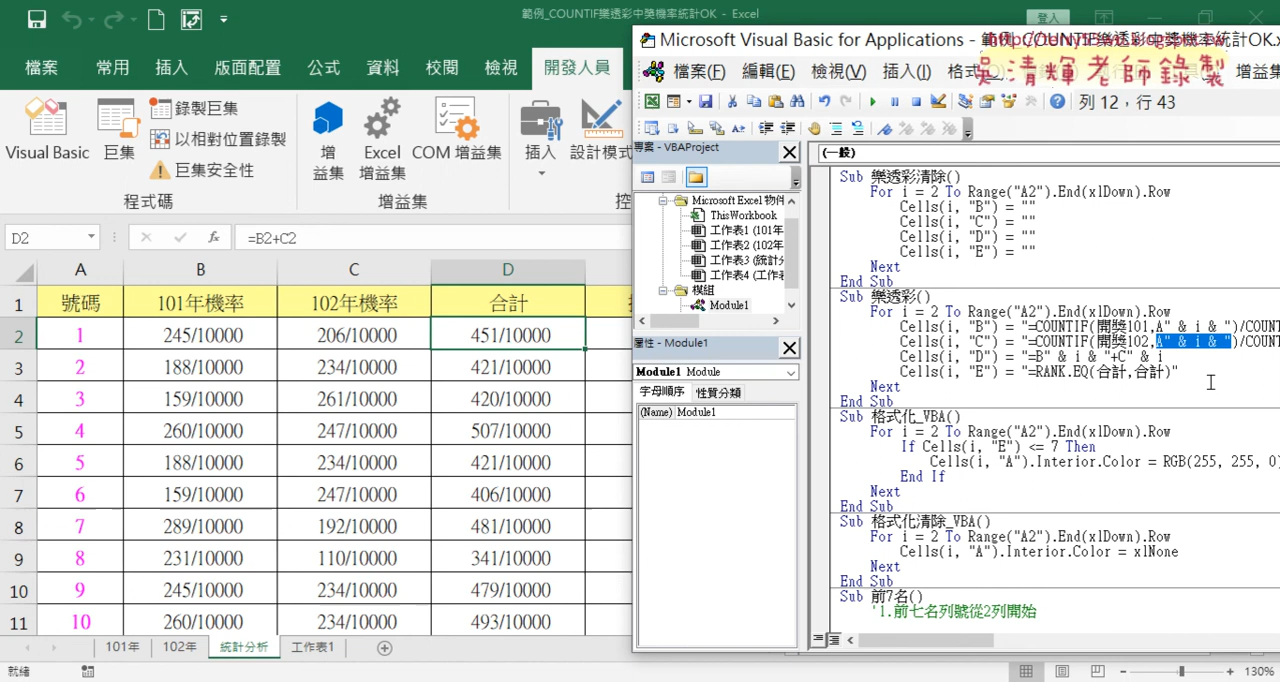 範例_COUNTIF樂透彩中獎機率統計OK - Excel
登入
檔案 常用 插入 版面配置 公式 資料 校閱 檢視 開發人員
Visual Basic
巨集
錄製巨集
以相對位置錄製
巨集安全性
程式碼
增益集
Excel 增益集
COM 增益集
增益集
插入
設計模式
控
D2
fx
=B2+C2
A B C D
1 號碼 101年機率 102年機率 合計
2 1 245/10000 206/10000 451/10000
3 2 188/10000 234/10000 421/10000
4 3 159/10000 261/10000 420/10000
5 4 260/10000 247/10000 507/10000
6 5 188/10000 234/10000 421/10000
7 6 159/10000 247/10000 406/10000
8 7 289/10000 192/10000 481/10000
9 8 231/10000 110/10000 341/10000
10 9 245/10000 234/10000 479/10000
11 10 260/10000 234/10000 493/10000
101年 102年 統計分析 工作表1
就緒
130%
Microsoft Visual Basic for Applications - 範例_COUNTIF樂透彩中獎機率統計OK.x
吳清輝老師錄製
檔案(F) 編輯(E) 檢視(V) 插入(I) 格式(O) 增益集
列 12，行 43
專案 - VBAProject
Microsoft Excel 物件
ThisWorkbook
工作表1 (101年
工作表2 (102年
工作表3 (統計分
工作表4 (工作表
模組
Module1
屬性 - Module1
Module1 Module
字母順序 性質分類
(Name) Module1
(一般)
Sub 樂透彩清除()
For i = 2 To Range("A2").End(xlDown).Row
Cells(i, "B") = ""
Cells(i, "C") = ""
Cells(i, "D") = ""
Cells(i, "E") = ""
Next
End Sub
Sub 樂透彩()
For i = 2 To Range("A2").End(xlDown).Row
Cells(i, "B") = "=COUNTIF(開獎101,A" & i & ")/COUNT
Cells(i, "C") = "=COUNTIF(開獎102,A" & i & ")/COUNT
Cells(i, "D") = "=B" & i & "+C" & i
Cells(i, "E") = "=RANK.EQ(合計,合計)"
Next
End Sub
Sub 格式化_VBA()
For i = 2 To Range("A2").End(xlDown).Row
If Cells(i, "E") <= 7 Then
Cells(i, "A").Interior.Color = RGB(255, 255, 0)
End If
Next
End Sub
Sub 格式化清除_VBA()
For i = 2 To Range("A2").End(xlDown).Row
Cells(i, "A").Interior.Color = xlNone
Next
End Sub
Sub 前7名()
'1.前七名列號從2列開始